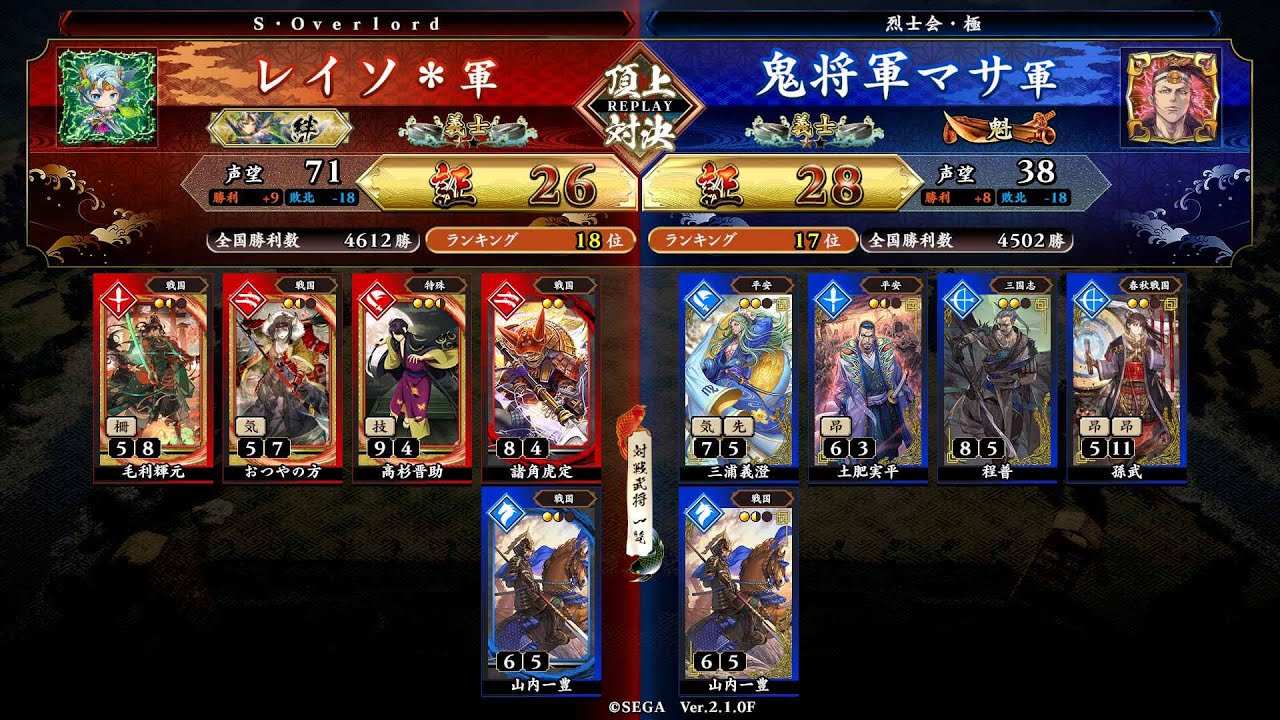 S・Overlord
烈士会・極
レイソ＊軍
頂上
REPLAY
対決
鬼将軍マサ軍
絆
義士
義士
魁
声望 71
勝利 +9 敗北 -18
証 26
証 28
声望 38
勝利 +8 敗北 -18
全国勝利数 4612勝
ランキング 18位
ランキング 17位
全国勝利数 4502勝
戦国
柵
5 8
毛利輝元
戦国
気
5 7
おつやの方
特殊
技
9 4
高杉晋助
戦国
8 4
諸角虎定
対戦武将一覧
平安
気 先
7 5
三浦義澄
平安
昂
6 3
土肥実平
三国志
8 5
程普
春秋戦国
昂 昂
5 11
孫武
戦国
6 5
山内一豊
戦国
6 5
山内一豊
©SEGA Ver.2.1.0F